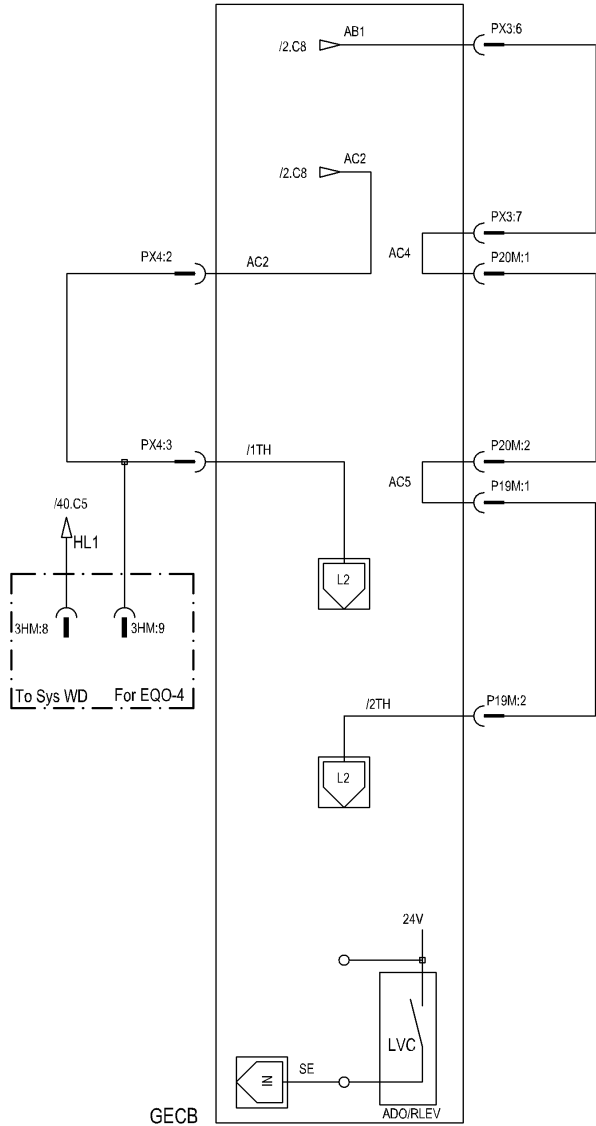 PX3:6
AB1
/2.C8
AC2
/2.C8
PX3:7
AC4
PX4:2
AC2
P20M:1
PX4:3
/1TH
P20M:2
AC5
P19M:1
/40.C5
HL1
L2
3HM:8
3HM:9
To Sys WD
For EQO-4
/2TH
P19M:2
L2
24V
LVC
IN
SE
ADO/RLEV
GECB